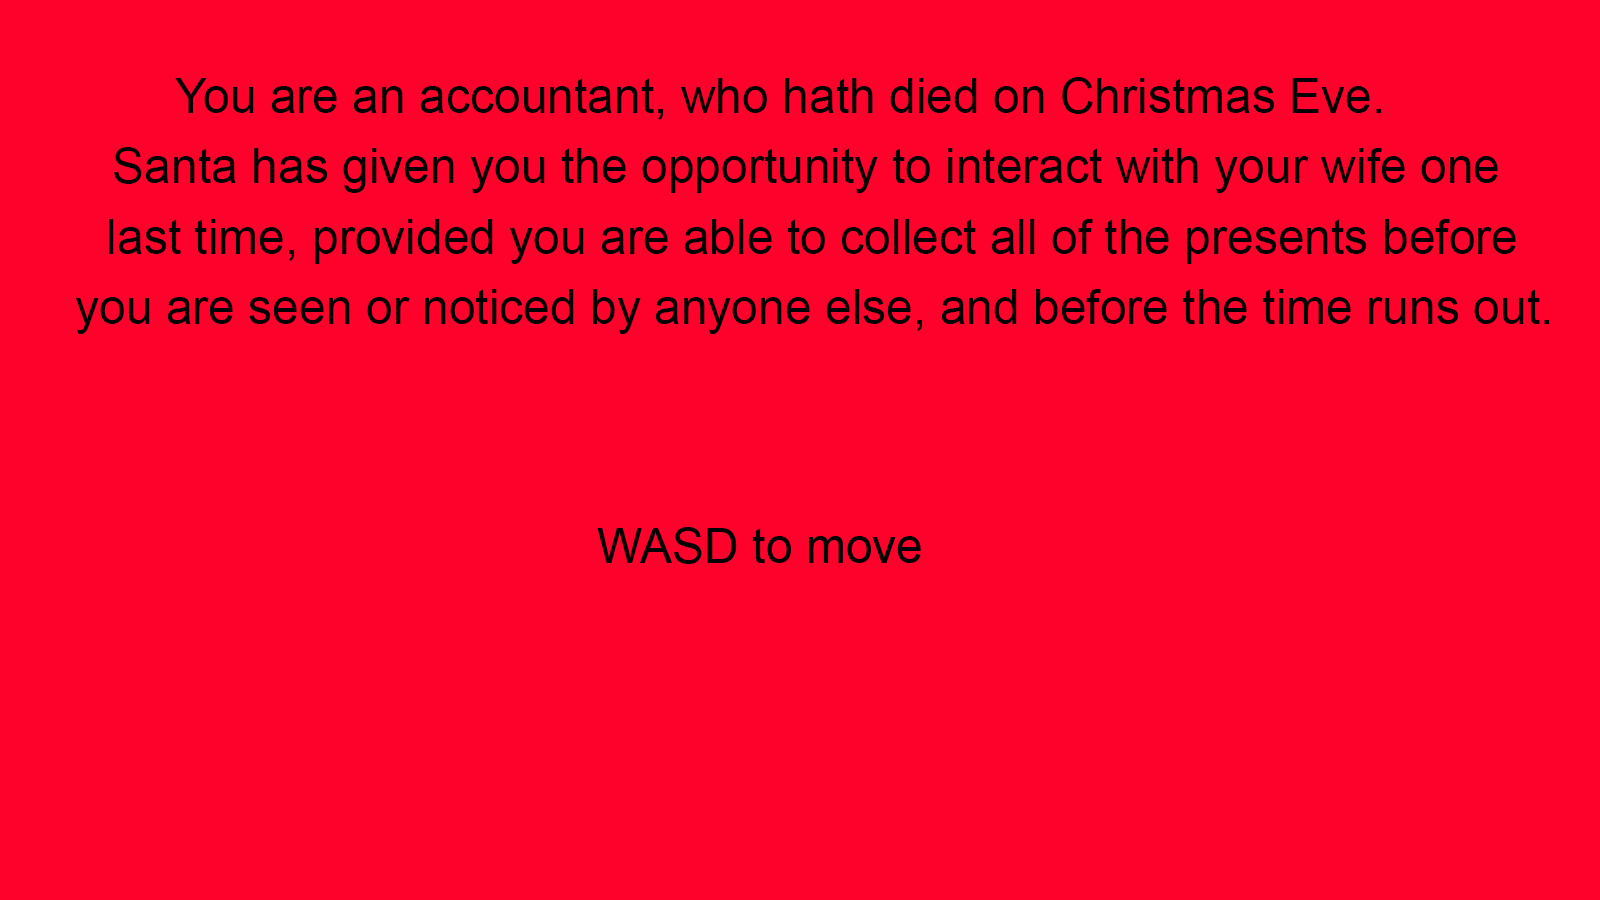 You are an accountant, who hath died on Christmas Eve.
Santa has given you the opportunity to interact with your wife one
last time, provided you are able to collect all of the presents before
you are seen or noticed by anyone else, and before the time runs out.
WASD to move